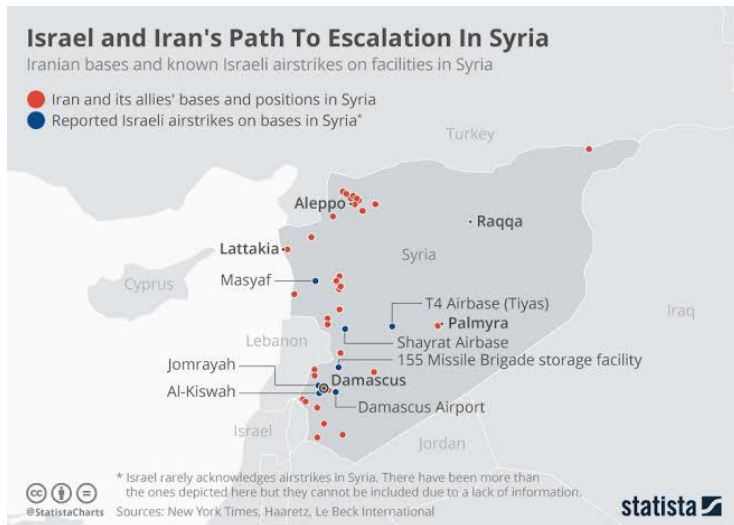 Israel and Iran's Path To Escalation In Syria
Iranian bases and known Israeli airstrikes on facilities in Syria
Iran and its allies' bases and positions in Syria
Reported Israeli airstrikes on bases in Syria*
Turkey
Aleppo
Raqqa
Lattakia
Syria
Masyaf
Cyprus
T4 Airbase (Tiyas)
Iraq
Palmyra
Lebanon
Shayrat Airbase
155 Missile Brigade storage facility
Jomrayah
Damascus
Al-Kiswah
Damascus Airport
Israel
Jordan
* Israel rarely acknowledges airstrikes in Syria. There have been more than
the ones depicted here but they cannot be included due to a lack of information.
@StatistaCharts Sources: New York Times, Haaretz, Le Beck International
cc
statista